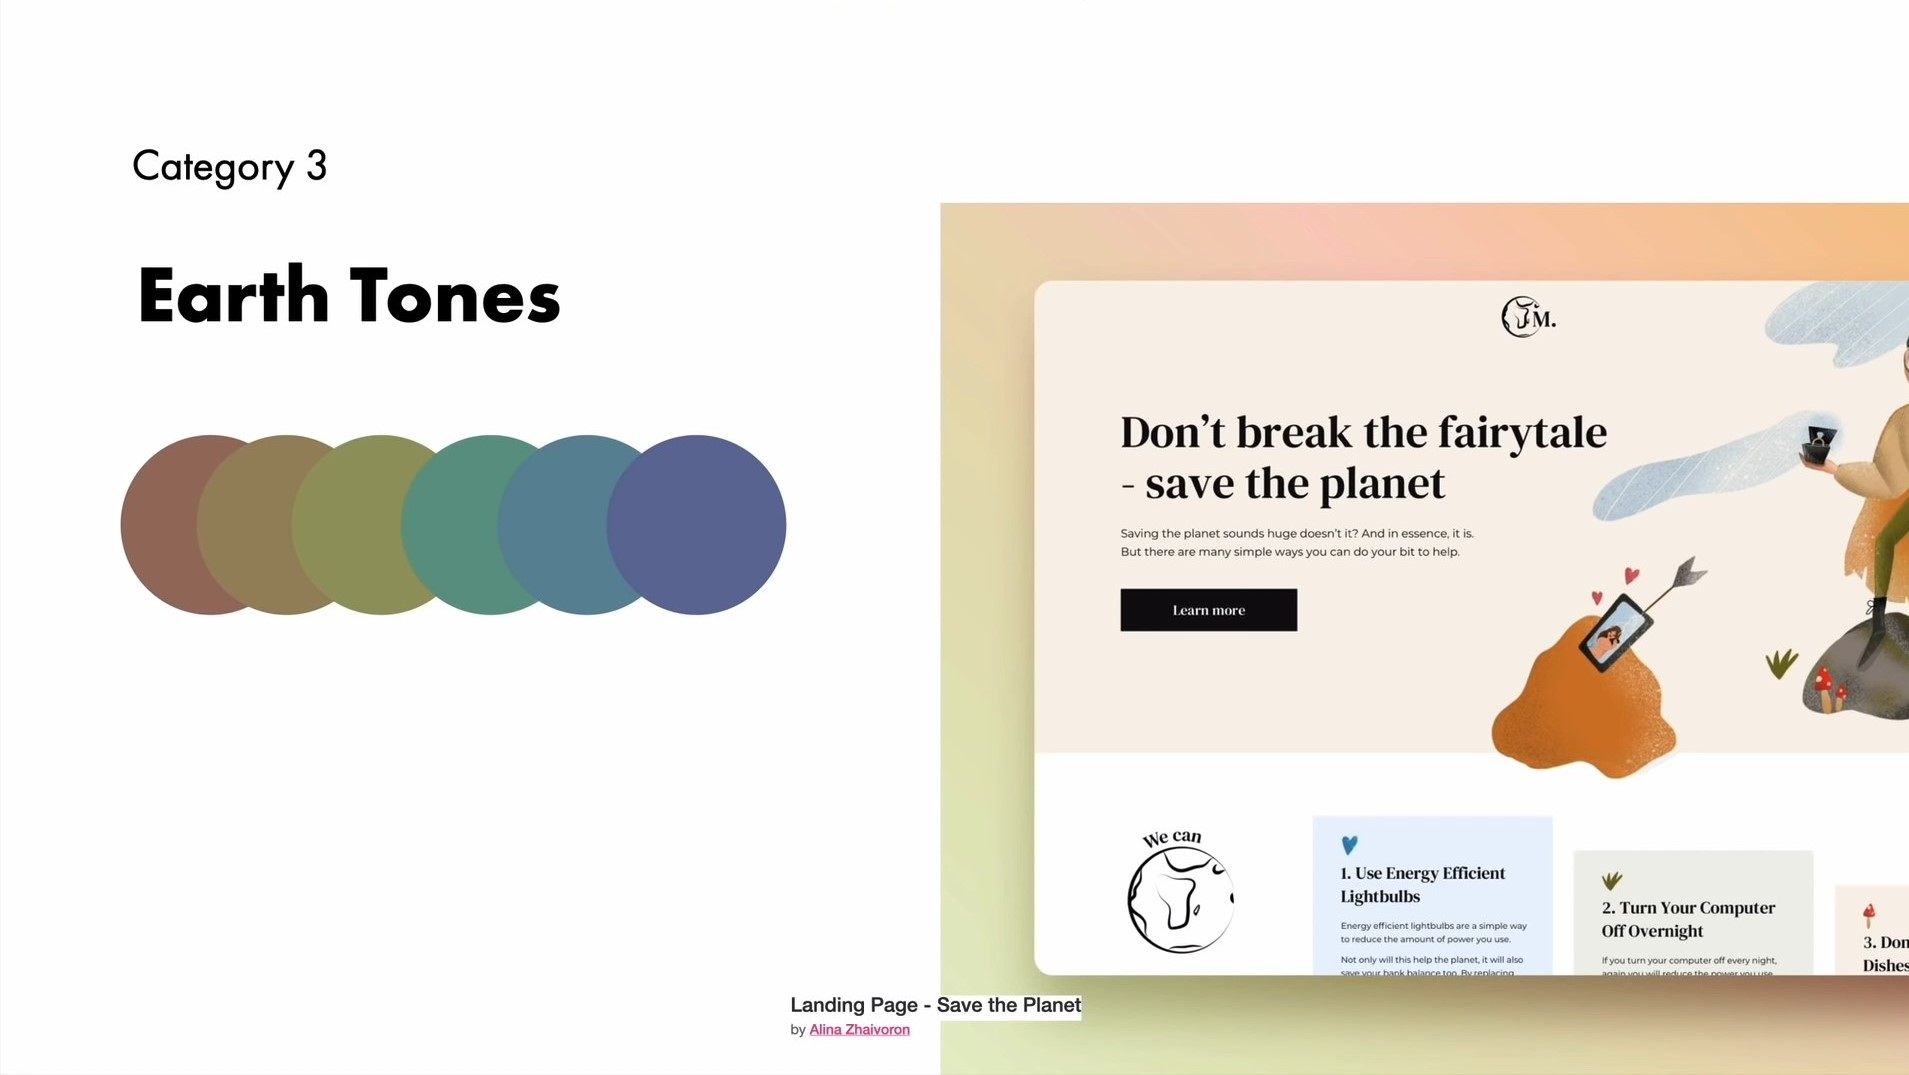 Category 3
Earth Tones
M.
Don’t break the fairytale
- save the planet
Saving the planet sounds huge doesn’t it? And in essence, it is.
But there are many simple ways you can do your bit to help.
Learn more
We can
1. Use Energy Efficient
Lightbulbs
Energy efficient lightbulbs are a simple way
to reduce the amount of power you use.
Not only will this help the planet, it will also
save your bank balance too. By replacing
2. Turn Your Computer
Off Overnight
If you turn your computer off every night,
again you will reduce the power you use
3. Don
Dishes
Landing Page - Save the Planet
by Alina Zhaivoron